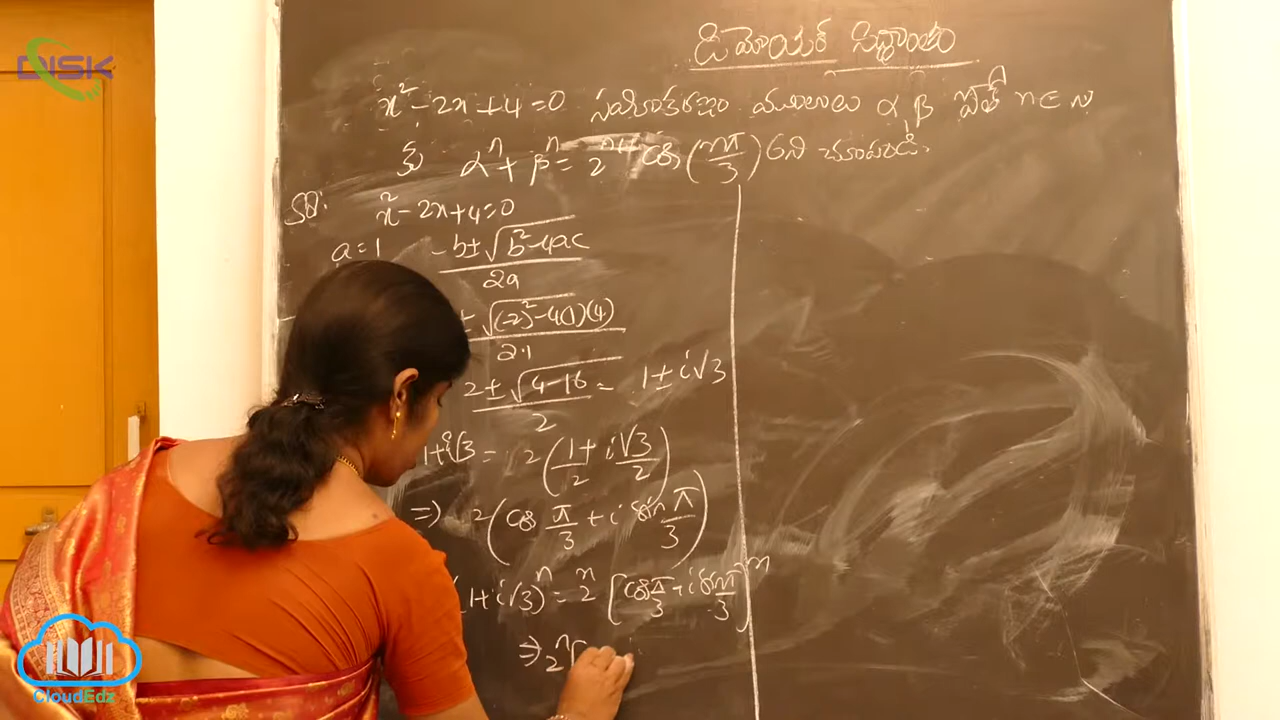 DISK
డిమోయర్ సిద్ధాంతం
x² - 2x + 4 = 0 సమీకరణం మూలలు α, β ఐతే n ∈ N
కు αⁿ + βⁿ = 2ⁿ⁺¹ cos (nπ/3) అని చూపండి.
Sol: x² - 2x + 4 = 0
a = 1 -b ± √(b² - 4ac) / 2a
± √((-2)² - 4(1)(4)) / 2·1
2 ± √(4 - 16) / 2 = 1 ± i√3
1 + i√3 = 2 (1/2 + i√3/2)
⇒ 2 (cos π/3 + i sin π/3)
(1 + i√3)ⁿ = 2ⁿ [cos π/3 + i sin π/3]ⁿ
⇒ 2ⁿ [
CloudEdz